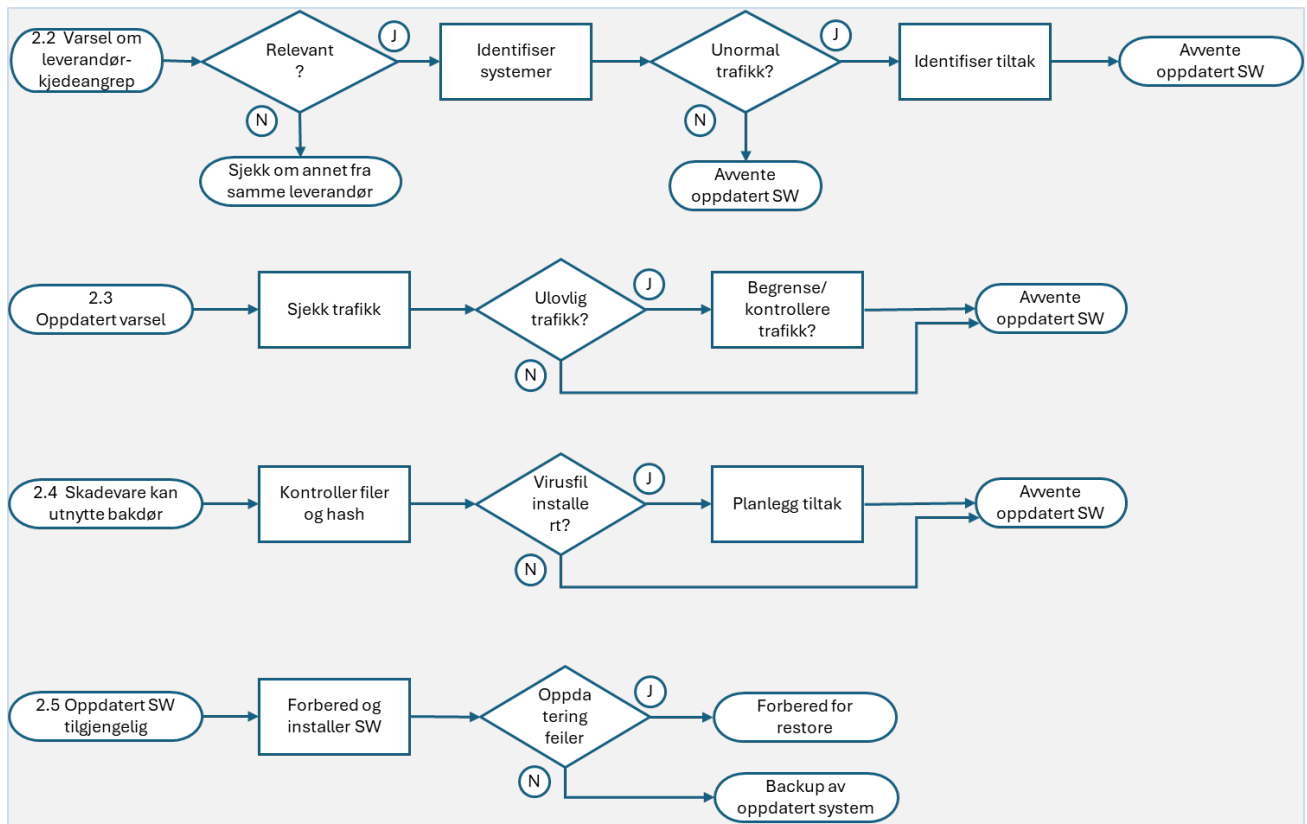 2.2 Varsel om
leverandør-
kjedeangrep
Relevant
?
J
N
Identifiser
systemer
Unormal
trafikk?
J
N
Identifiser tiltak
Avvente
oppdatert SW
Sjekk om annet fra
samme leverandør
Avvente
oppdatert SW
2.3
Oppdatert varsel
Sjekk trafikk
Ulovlig
trafikk?
J
N
Begrense/
kontrollere
trafikk?
Avvente
oppdatert SW
2.4 Skadevare kan
utnytte bakdør
Kontroller filer
og hash
Virusfil
installe
rt?
J
N
Planlegg tiltak
Avvente
oppdatert SW
2.5 Oppdatert SW
tilgjengelig
Forbered og
installer SW
Oppda
tering
feiler
J
N
Forbered for
restore
Backup av
oppdatert system